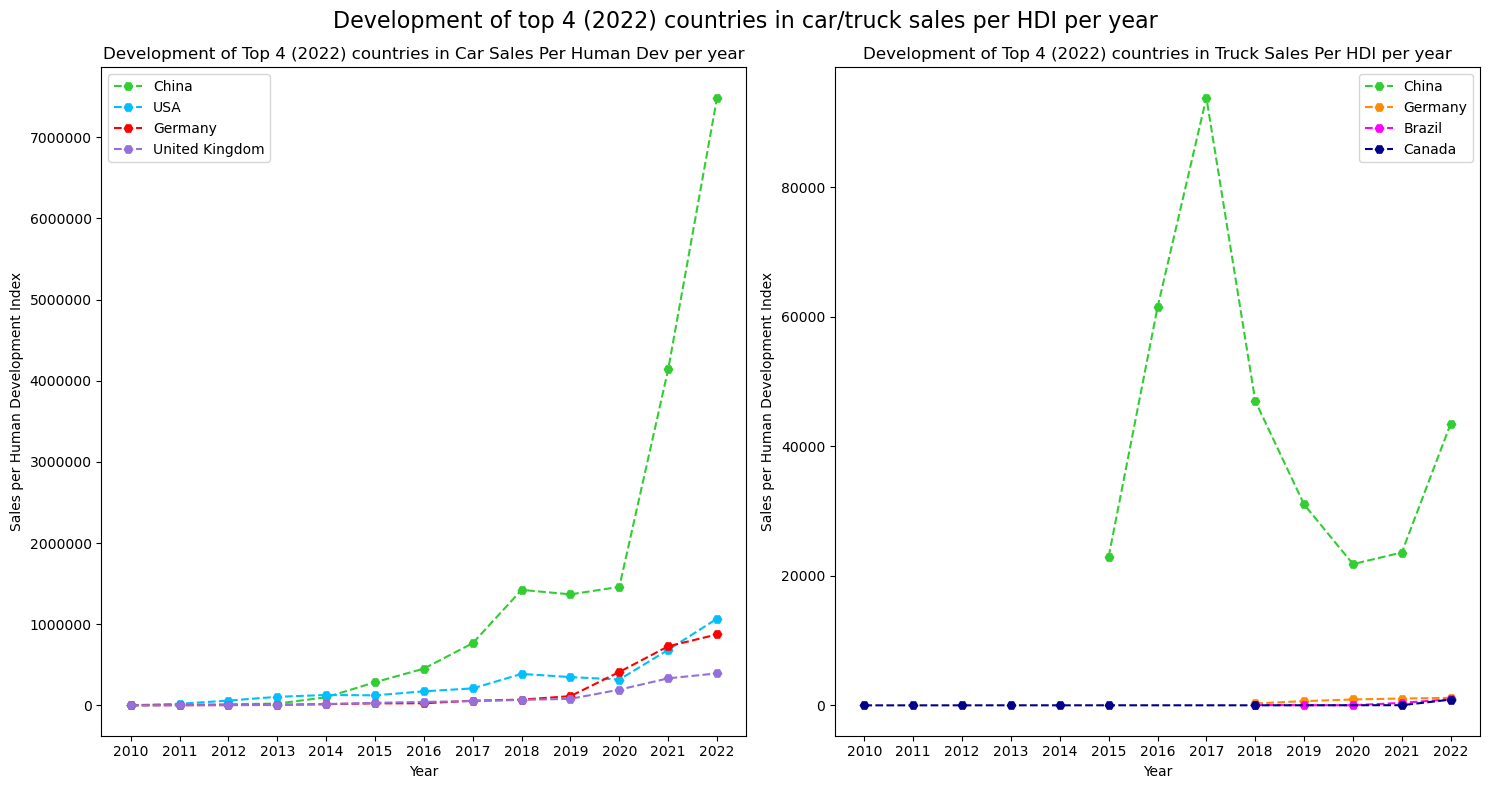 Development of top 4 (2022) countries in car/truck sales per HDI per year
Development of Top 4 (2022) countries in Car Sales Per Human Dev per year
China
USA
Germany
United Kingdom
Sales per Human Development Index
7000000
6000000
5000000
4000000
3000000
2000000
1000000
0
2010 2011 2012 2013 2014 2015 2016 2017 2018 2019 2020 2021 2022
Year
Development of Top 4 (2022) countries in Truck Sales Per HDI per year
China
Germany
Brazil
Canada
Sales per Human Development Index
80000
60000
40000
20000
0
2010 2011 2012 2013 2014 2015 2016 2017 2018 2019 2020 2021 2022
Year